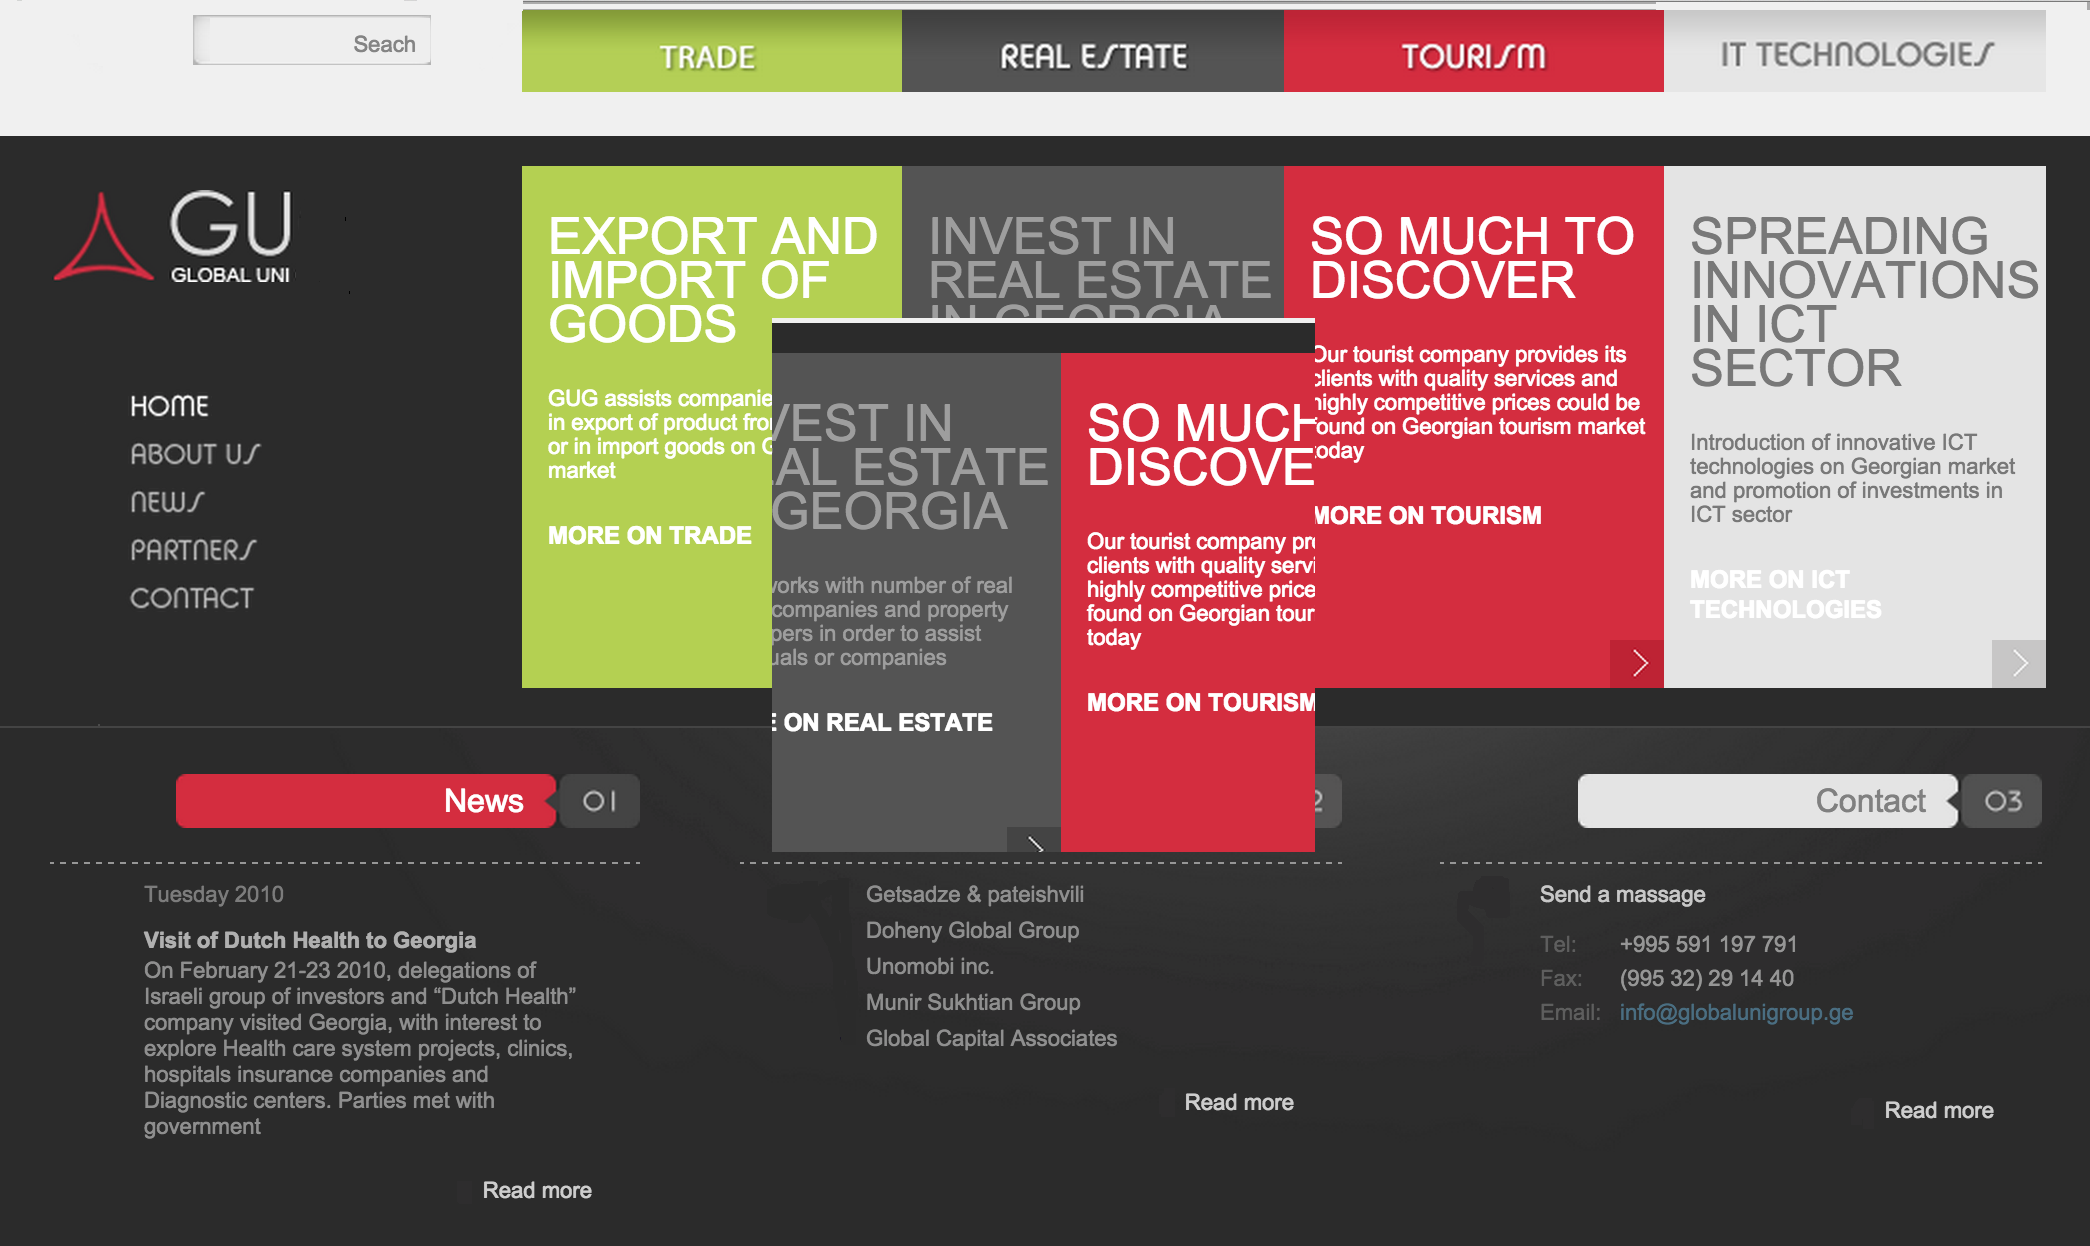 Seach
TRADE
REAL ESTATE
TOURISM
IT TECHNOLOGIES
GU
GLOBAL UNI
HOME
ABOUT US
NEWS
PARTNERS
CONTACT
EXPORT AND
IMPORT OF
GOODS
GUG assists companie
in export of product fro
or in import goods on G
market
MORE ON TRADE
INVEST IN
REAL ESTATE
IN GEORGIA
VEST IN
AL ESTATE
GEORGIA
orks with number of real
companies and property
pers in order to assist
uals or companies
E ON REAL ESTATE
SO MUCH
DISCOVE
Our tourist company pr
clients with quality servi
highly competitive price
found on Georgian tour
today
MORE ON TOURISM
SO MUCH TO
DISCOVER
Our tourist company provides its
clients with quality services and
highly competitive prices could be
found on Georgian tourism market
today
MORE ON TOURISM
SPREADING
INNOVATIONS
IN ICT
SECTOR
Introduction of innovative ICT
technologies on Georgian market
and promotion of investments in
ICT sector
MORE ON ICT
TECHNOLOGIES
News 01
Tuesday 2010
Visit of Dutch Health to Georgia
On February 21-23 2010, delegations of
Israeli group of investors and “Dutch Health”
company visited Georgia, with interest to
explore Health care system projects, clinics,
hospitals insurance companies and
Diagnostic centers. Parties met with
government
Read more
2
Getsadze & pateishvili
Doheny Global Group
Unomobi inc.
Munir Sukhtian Group
Global Capital Associates
Read more
Contact 03
Send a massage
Tel: +995 591 197 791
Fax: (995 32) 29 14 40
Email: info@globalunigroup.ge
Read more